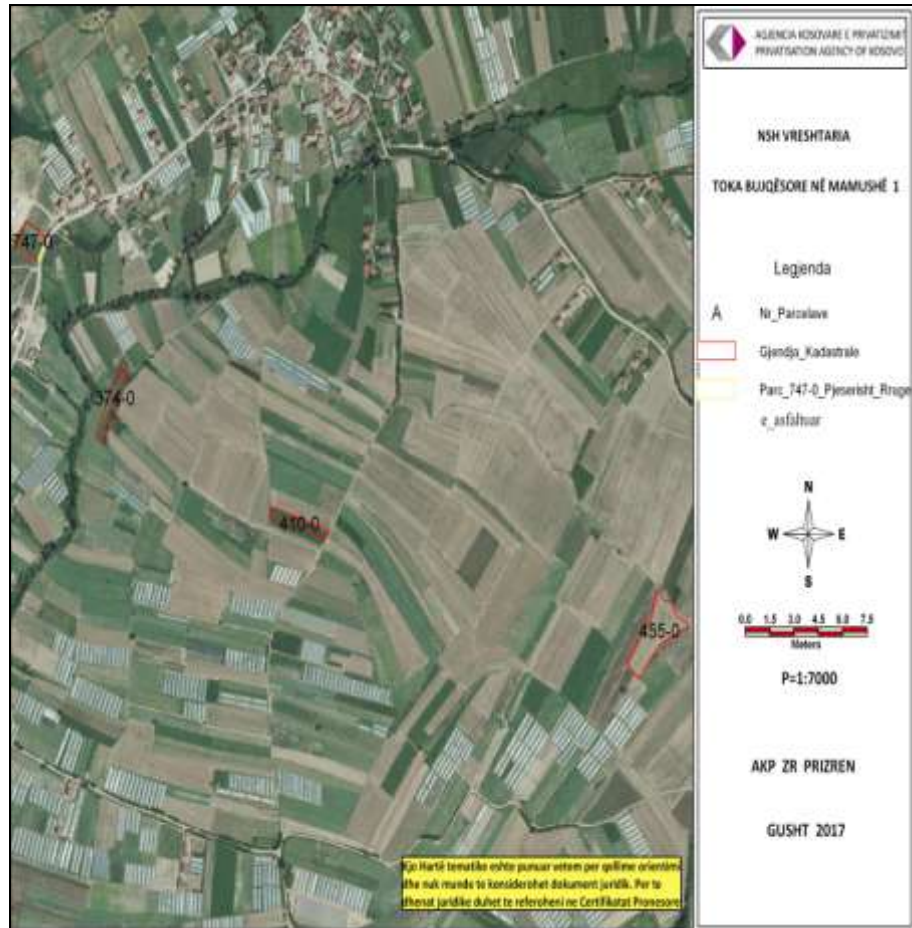 AGJENCIA KOSOVARE E PRIVATIZIMIT
PRIVATISATION AGENCY OF KOSOVO
NSH VRESHTARIA
TOKA BUJQËSORE NË MAMUSHË 1
Legjenda
A Nr_Parcelave
Gjendja_Kadastrale
Parc_747-0_Pjeserisht_Rruge
e_asfaltuar
N
W E
S
0.0 1.5 3.0 4.5 6.0 7.5
Meters
P=1:7000
AKP ZR PRIZREN
GUSHT 2017
747-0
374-0
410-0
455-0
Kjo Hartë tematike eshte punuar vetem per qellime orientimi
dhe nuk mundo te konsiderohet dokument juridik. Per te
dhenat juridike duhet te referoheni ne Certifikatat Pronesore